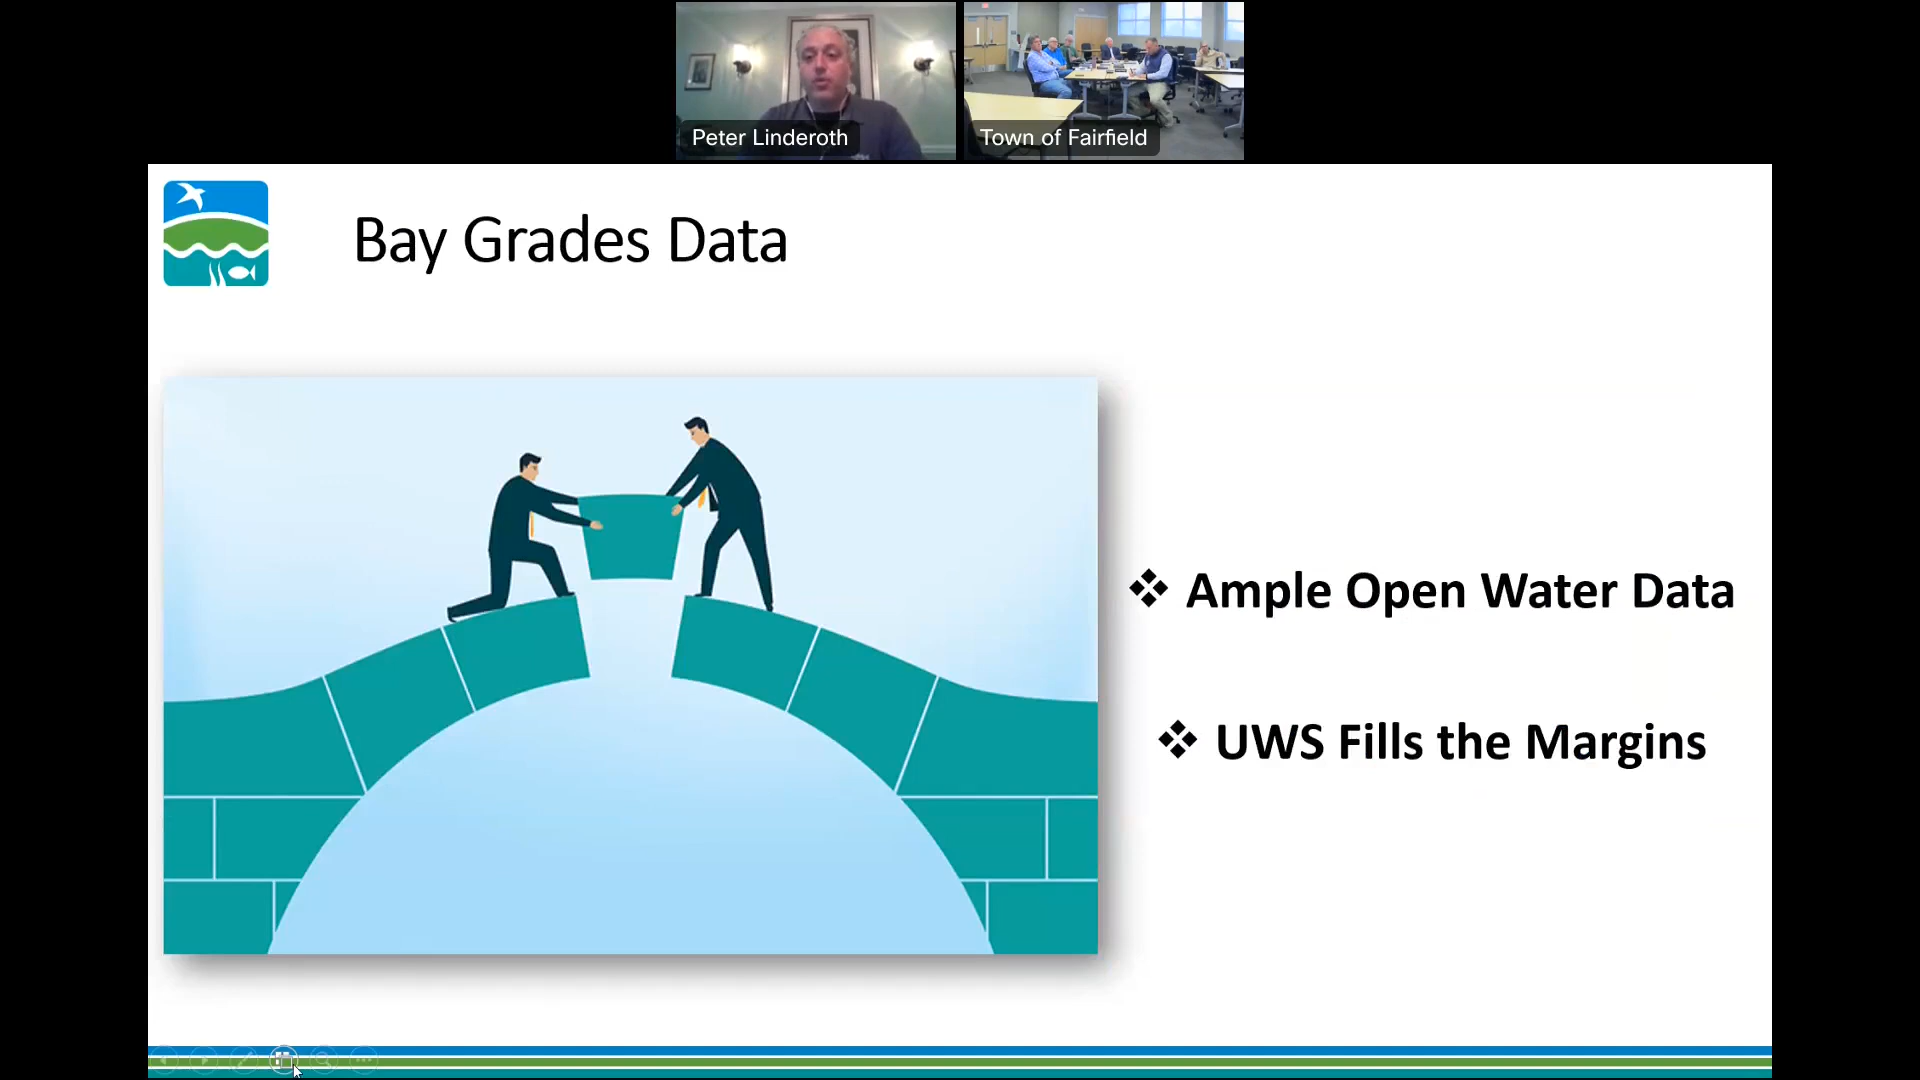 Peter Linderoth
Town of Fairfield
Bay Grades Data
❖ Ample Open Water Data
❖ UWS Fills the Margins